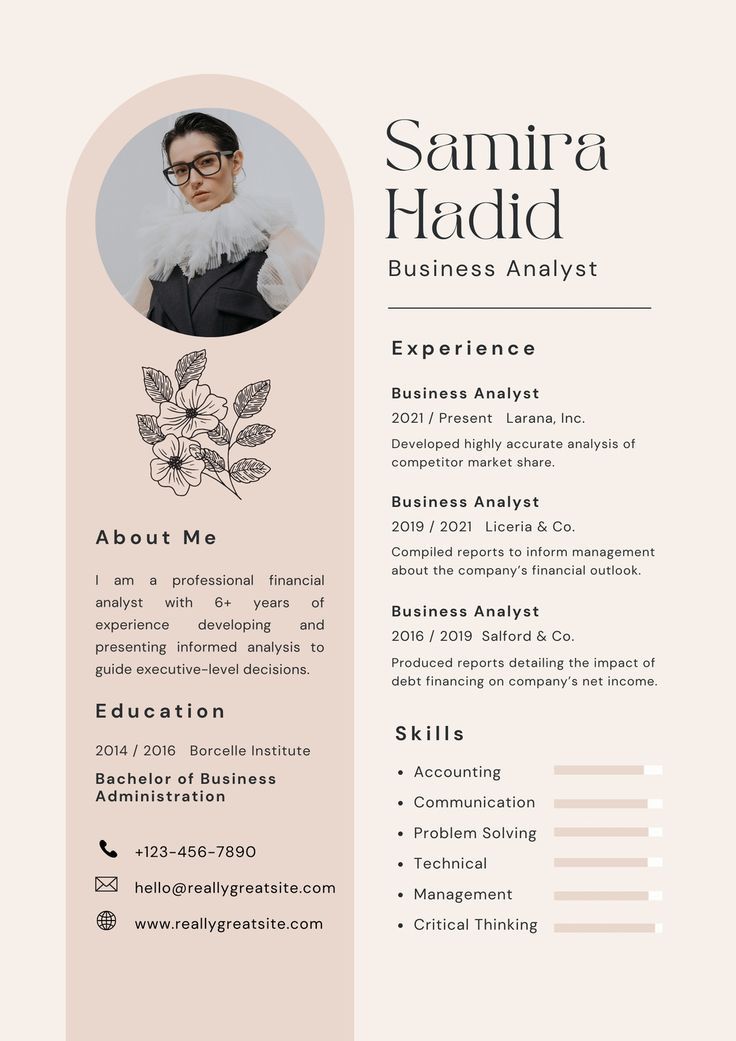 Samira
Hadid
Business Analyst
About Me
I am a professional financial
analyst with 6+ years of
experience developing and
presenting informed analysis to
guide executive-level decisions.
Education
2014 / 2016 Borcelle Institute
Bachelor of Business
Administration
+123-456-7890
hello@reallygreatsite.com
www.reallygreatsite.com
Experience
Business Analyst
2021 / Present Larana, Inc.
Developed highly accurate analysis of
competitor market share.
Business Analyst
2019 / 2021 Liceria & Co.
Compiled reports to inform management
about the company's financial outlook.
Business Analyst
2016 / 2019 Salford & Co.
Produced reports detailing the impact of
debt financing on company's net income.
Skills
• Accounting
• Communication
• Problem Solving
• Technical
• Management
• Critical Thinking